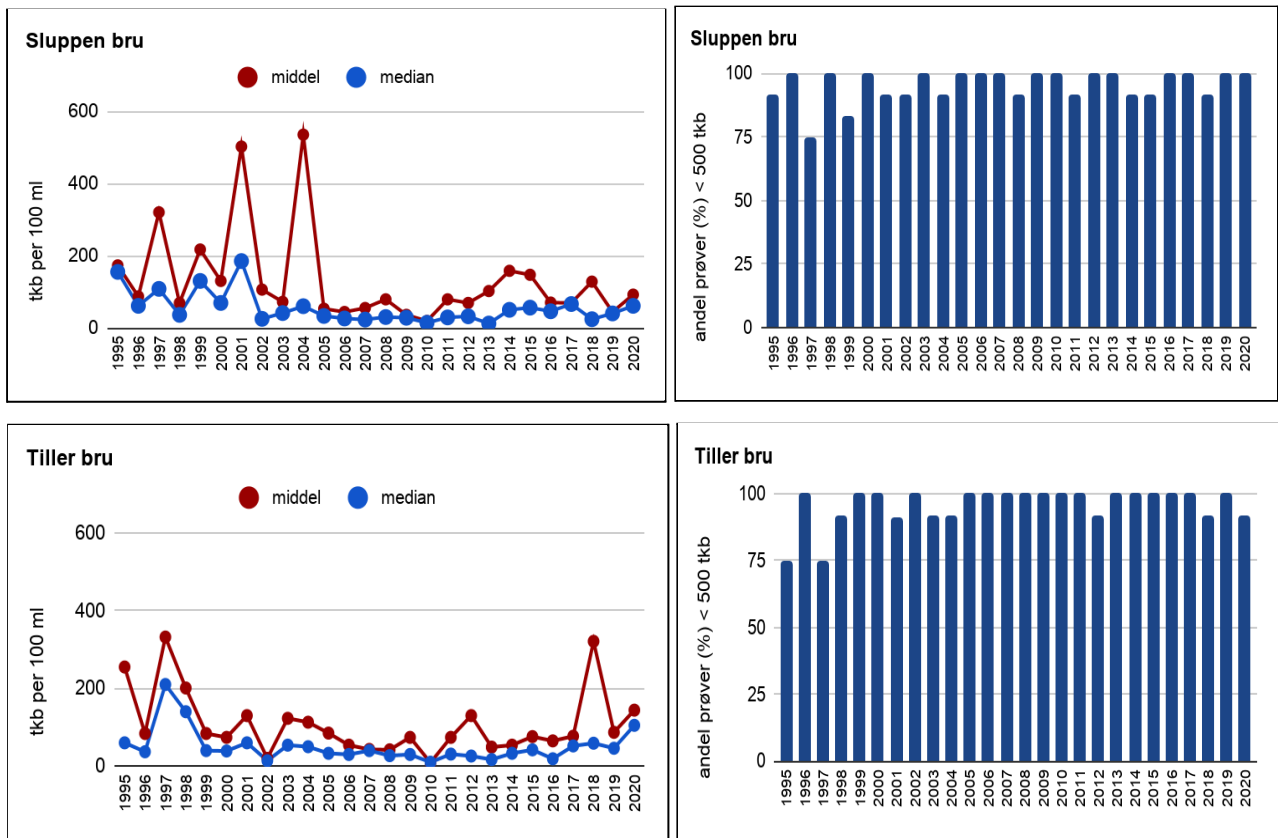 Sluppen bru
middel median
tkb per 100 ml
600
400
200
0
1995 1996 1997 1998 1999 2000 2001 2002 2003 2004 2005 2006 2007 2008 2009 2010 2011 2012 2013 2014 2015 2016 2017 2018 2019 2020
Sluppen bru
andel prøver (%) < 500 tkb
100
75
50
25
0
1995 1996 1997 1998 1999 2000 2001 2002 2003 2004 2005 2006 2007 2008 2009 2010 2011 2012 2013 2014 2015 2016 2017 2018 2019 2020
Tiller bru
middel median
tkb per 100 ml
600
400
200
0
1995 1996 1997 1998 1999 2000 2001 2002 2003 2004 2005 2006 2007 2008 2009 2010 2011 2012 2013 2014 2015 2016 2017 2018 2019 2020
Tiller bru
andel prøver (%) < 500 tkb
100
75
50
25
0
1995 1996 1997 1998 1999 2000 2001 2002 2003 2004 2005 2006 2007 2008 2009 2010 2011 2012 2013 2014 2015 2016 2017 2018 2019 2020